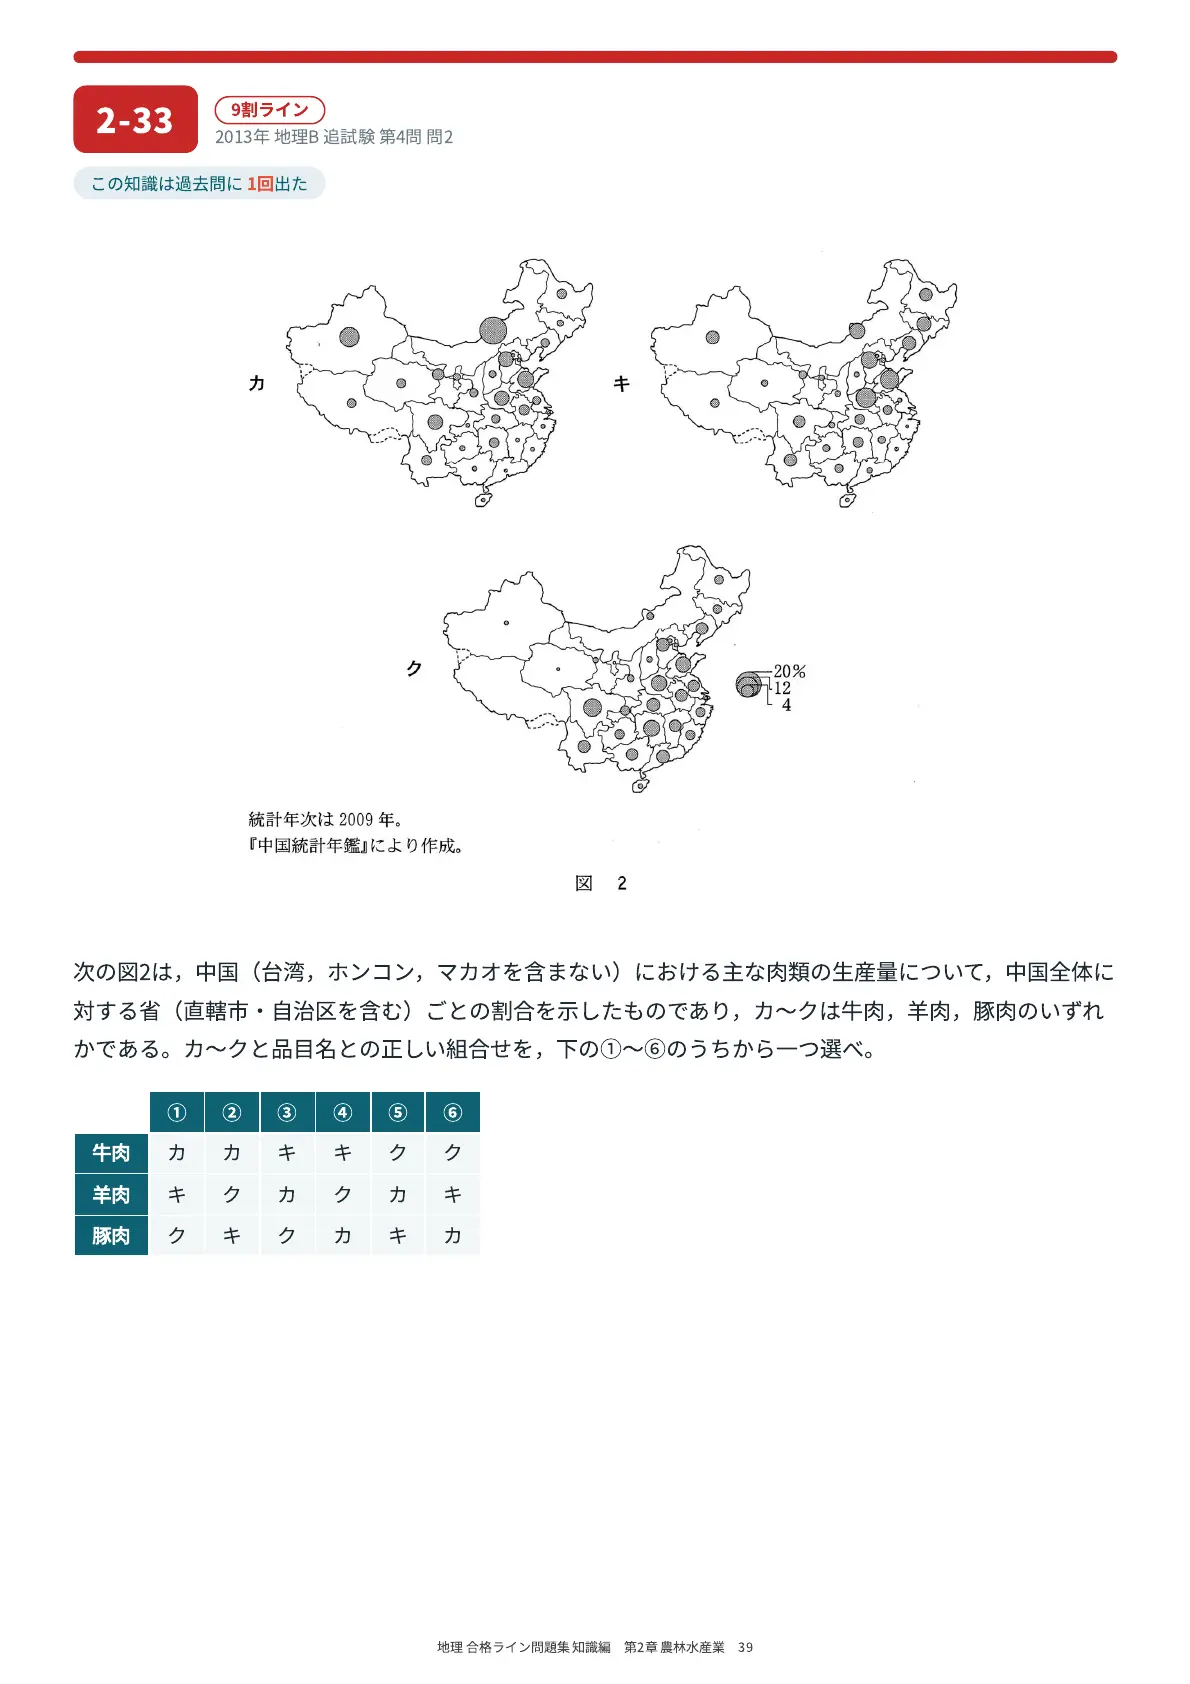 2-33
9割ライン
2013年 地理B 追試験 第4問 問2
この知識は過去問に 1回出た
カ
キ
ク
20%
12
4
統計年次は 2009 年。
『中国統計年鑑』により作成。
図 2
次の図2は，中国（台湾，ホンコン，マカオを含まない）における主な肉類の生産量について，中国全体に
対する省（直轄市・自治区を含む）ごとの割合を示したものであり，カ～クは牛肉，羊肉，豚肉のいずれ
かである。カ～クと品目名との正しい組合せを，下の①～⑥のうちから一つ選べ。
① ② ③ ④ ⑤ ⑥
牛肉 カ カ キ キ ク ク
羊肉 キ ク カ ク カ キ
豚肉 ク キ ク カ キ カ
地理 合格ライン問題集 知識編 第2章 農林水産業 39